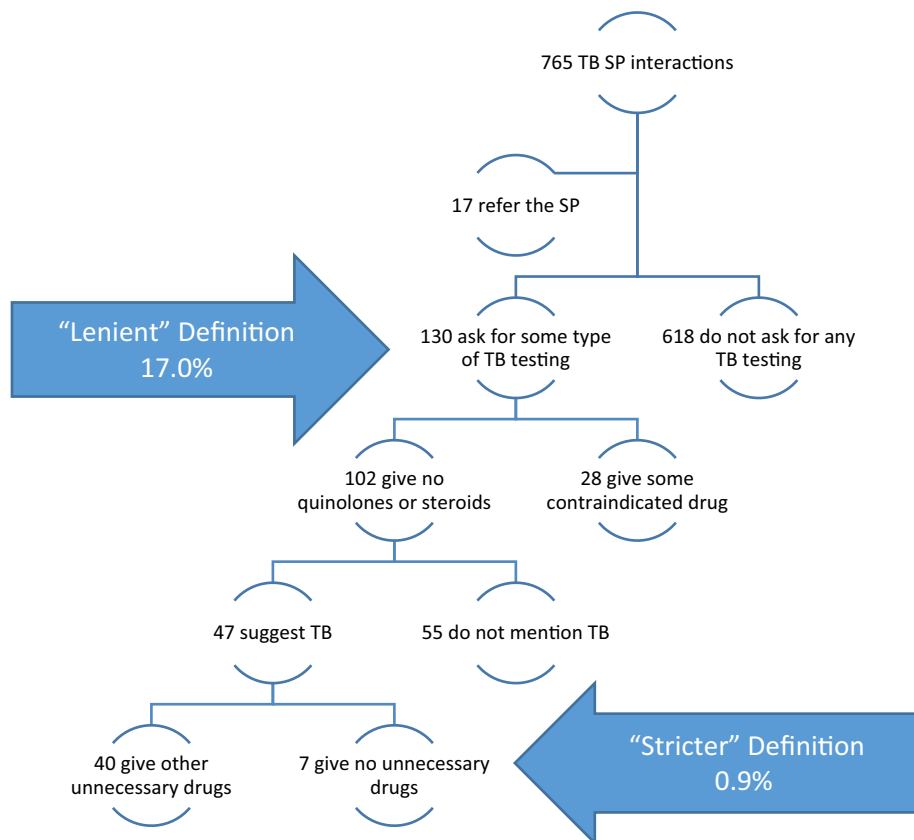 765 TB SP interactions
17 refer the SP
“Lenient” Definition
17.0%
130 ask for some type
of TB testing
618 do not ask for any
TB testing
102 give no
quinolones or steroids
28 give some
contraindicated drug
47 suggest TB
55 do not mention TB
40 give other
unnecessary drugs
7 give no unnecessary
drugs
“Stricter” Definition
0.9%